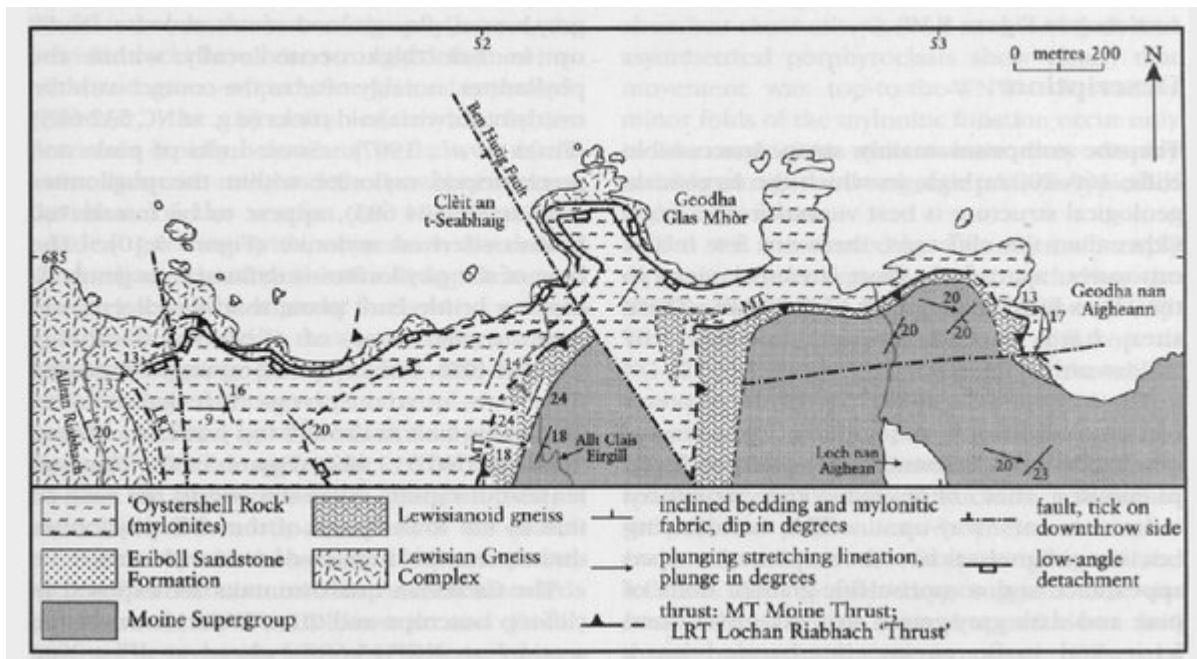 52
53
0 metres 200
N
Ben Hutig Fault
Clèit an
t-Seabhaig
Geodha
Glas Mhòr
9
685
MT
20
13
17
20
20
Geodha nan
Aigheann
13
13
20
Allean Riabhach
16
9
20
14
24
24
18
18
Allt Clais
Eirgill
Loch nan
Aighean
20
23
'Oystershell Rock'
(mylonites)
Eriboll Sandstone
Formation
Moine Supergroup
Lewisianoid gneiss
Lewisian Gneiss
Complex
inclined bedding and mylonitic
fabric, dip in degrees
plunging stretching lineation,
plunge in degrees
thrust: MT Moine Thrust;
LRT Lochan Riabhach 'Thrust'
fault, tick on
downthrow side
low-angle
detachment